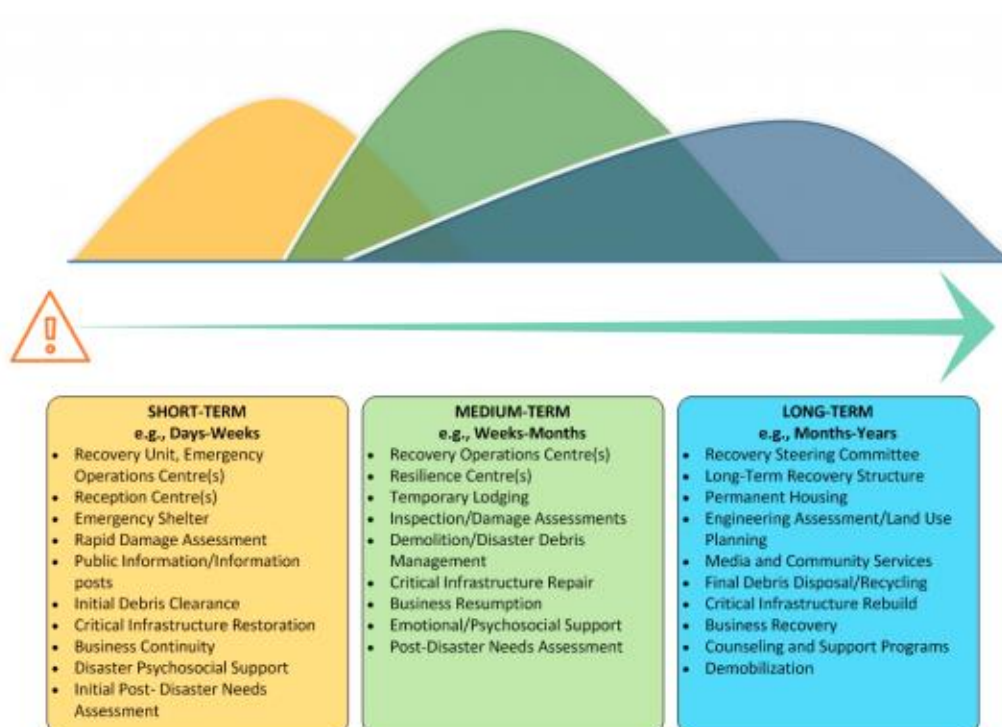 SHORT-TERM
e.g., Days-Weeks
• Recovery Unit, Emergency
Operations Centre(s)
• Reception Centre(s)
• Emergency Shelter
• Rapid Damage Assessment
• Public Information/Information
posts
• Initial Debris Clearance
• Critical Infrastructure Restoration
• Business Continuity
• Disaster Psychosocial Support
• Initial Post- Disaster Needs
Assessment
MEDIUM-TERM
e.g., Weeks-Months
• Recovery Operations Centre(s)
• Resilience Centre(s)
• Temporary Lodging
• Inspection/Damage Assessments
• Demolition/Disaster Debris
Management
• Critical Infrastructure Repair
• Business Resumption
• Emotional/Psychosocial Support
• Post-Disaster Needs Assessment
LONG-TERM
e.g., Months-Years
• Recovery Steering Committee
• Long-Term Recovery Structure
• Permanent Housing
• Engineering Assessment/Land Use
Planning
• Media and Community Services
• Final Debris Disposal/Recycling
• Critical Infrastructure Rebuild
• Business Recovery
• Counseling and Support Programs
• Demobilization